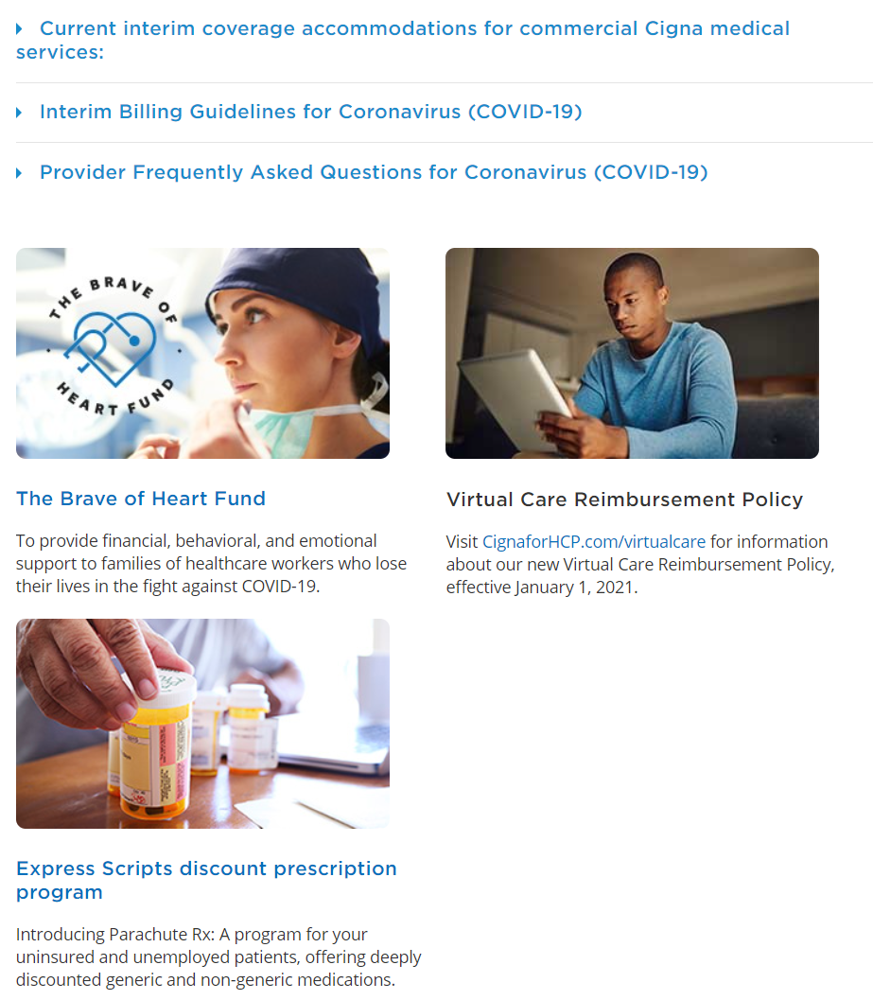 Current interim coverage accommodations for commercial Cigna medical
services:
Interim Billing Guidelines for Coronavirus (COVID-19)
Provider Frequently Asked Questions for Coronavirus (COVID-19)
THE BRAVE OF
HEART FUND
The Brave of Heart Fund
To provide financial, behavioral, and emotional
support to families of healthcare workers who lose
their lives in the fight against COVID-19.
Virtual Care Reimbursement Policy
Visit CignaforHCP.com/virtualcare for information
about our new Virtual Care Reimbursement Policy,
effective January 1, 2021.
Express Scripts discount prescription
program
Introducing Parachute Rx: A program for your
uninsured and unemployed patients, offering deeply
discounted generic and non-generic medications.